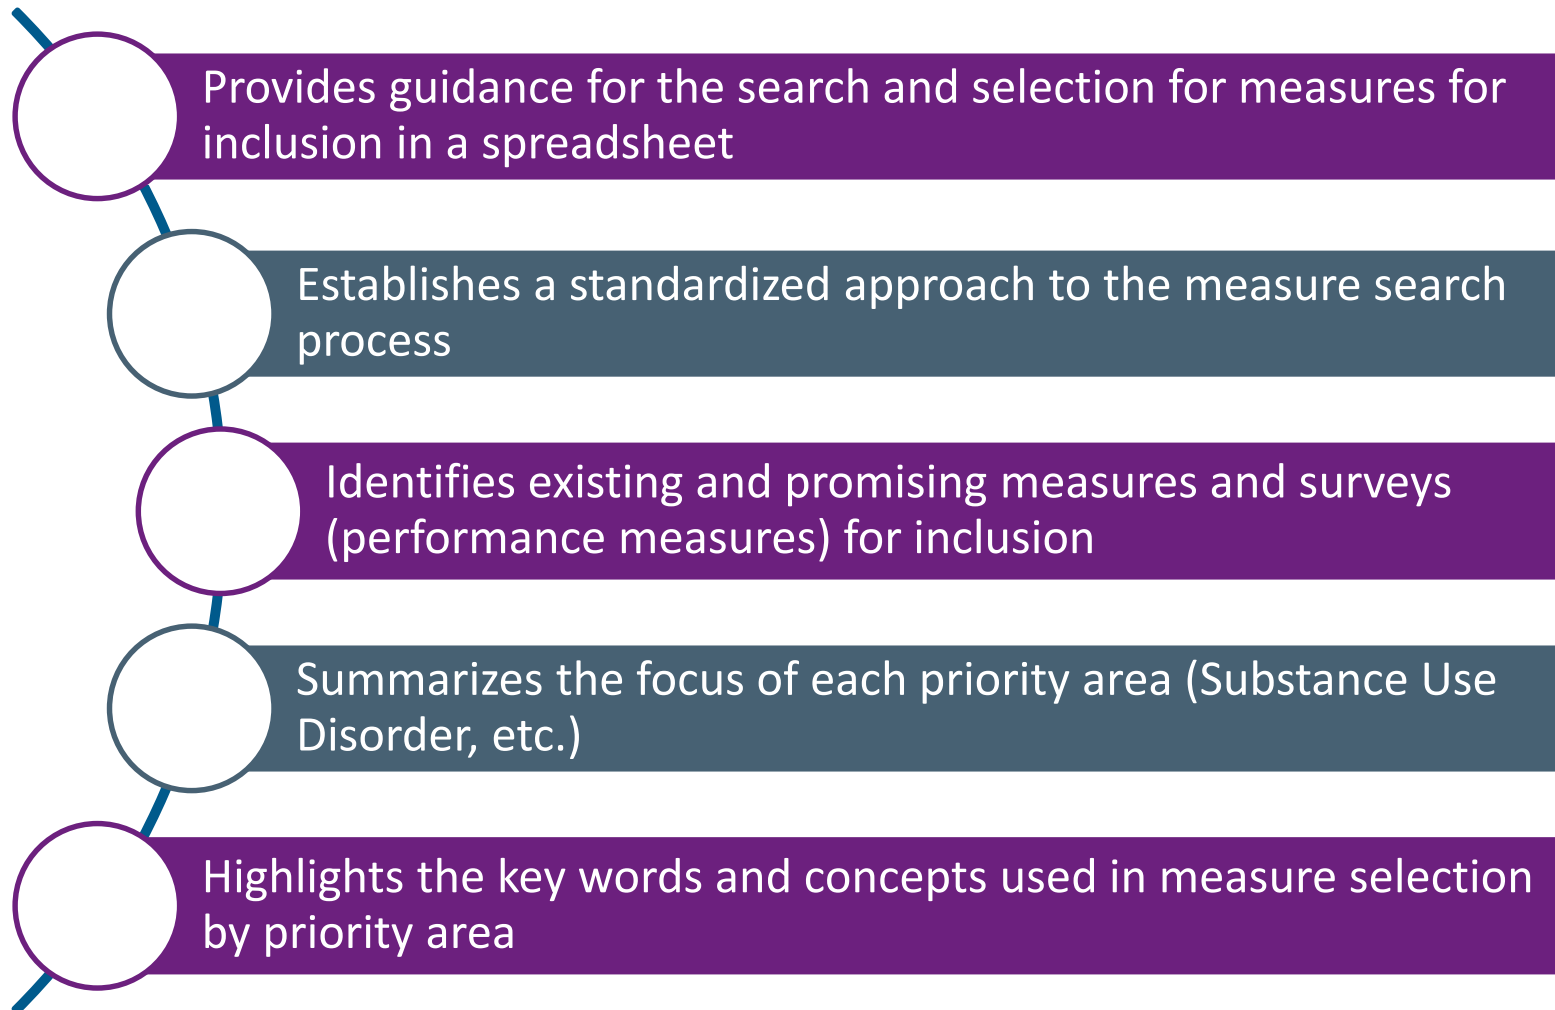 Provides guidance for the search and selection for measures for
inclusion in a spreadsheet
Establishes a standardized approach to the measure search
process
Identifies existing and promising measures and surveys
(performance measures) for inclusion
Summarizes the focus of each priority area (Substance Use
Disorder, etc.)
Highlights the key words and concepts used in measure selection
by priority area